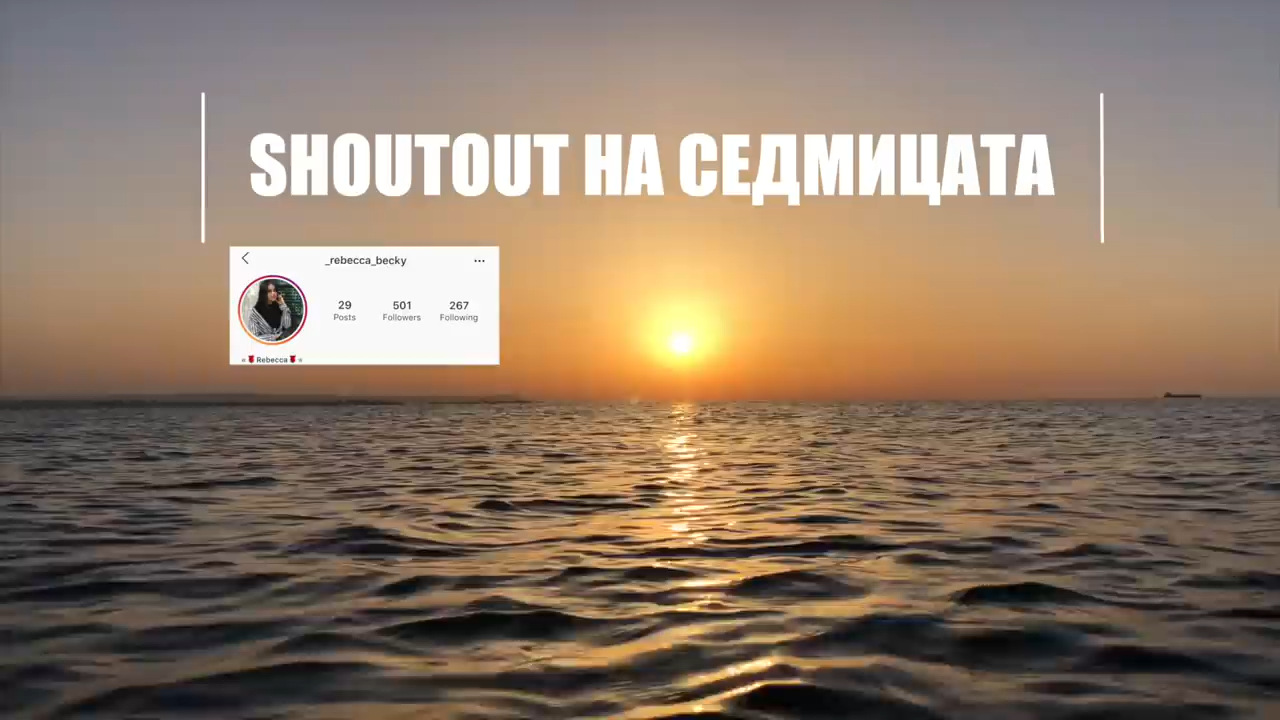 SHOUTOUT НА СЕДМИЦАТА
_rebecca_becky
29 501 267
Posts Followers Following
« Rebecca »